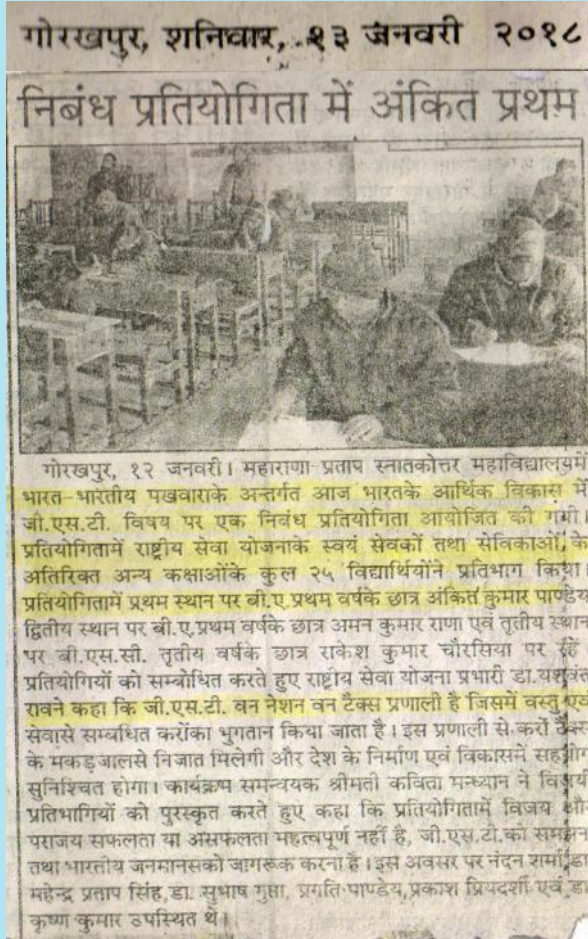 गोरखपुर, शनिवार, १३ जनवरी २०१८
निबंध प्रतियोगिता में अंकित प्रथम
गोरखपुर, १२ जनवरी। महाराणा प्रताप स्नातकोत्तर महाविद्यालयमें
भारत-भारतीय पखवाराके अन्तर्गत आज भारतके आर्थिक विकास में
जी.एस.टी. विषय पर एक निबंध प्रतियोगिता आयोजित की गयी।
प्रतियोगितामें राष्ट्रीय सेवा योजनाके स्वयं सेवकों तथा सेविकाओं के
अतिरिक्त अन्य कक्षाओंके कुल २५ विद्यार्थियोंने प्रतिभाग किया।
प्रतियोगितामें प्रथम स्थान पर बी.ए.प्रथम वर्षके छात्र अंकित कुमार पाण्डेय
द्वितीय स्थान पर बी.ए.प्रथम वर्षके छात्र अमन कुमार राणा एवं तृतीय स्थान
पर बी.एस.सी. तृतीय वर्षके छात्र राकेश कुमार चौरसिया पर रहे
प्रतियोगियों को सम्बोधित करते हुए राष्ट्रीय सेवा योजना प्रभारी डा.यशवंत
रावने कहा कि जी.एस.टी. वन नेशन वन टैक्स प्रणाली है जिसमें वस्तु एवं
सेवासे सम्बधित करोंका भुगतान किया जाता है। इस प्रणाली से करों टैक्स
के मकड़जालसे निजात मिलेगी और देश के निर्माण एवं विकासमें सहयोग
सुनिश्चित होगा। कार्यक्रम समन्वयक श्रीमती कविता मन्ध्यान ने
प्रतिभागियों को पुरस्कृत करते हुए कहा कि प्रतियोगितामें विजय
पराजय सफलता या असफलता महत्वपूर्ण नहीं है, जी.एस.टी.को समझन
तथा भारतीय जनमानसको जागरूक करना है। इस अवसर पर नंदन शर्मा,
महेन्द्र प्रताप सिंह,डा. सुभाष गुप्ता, प्रगति पाण्डेय,प्रकाश प्रियदर्शी एवं डा
कृष्ण कुमार उपस्थित थे।